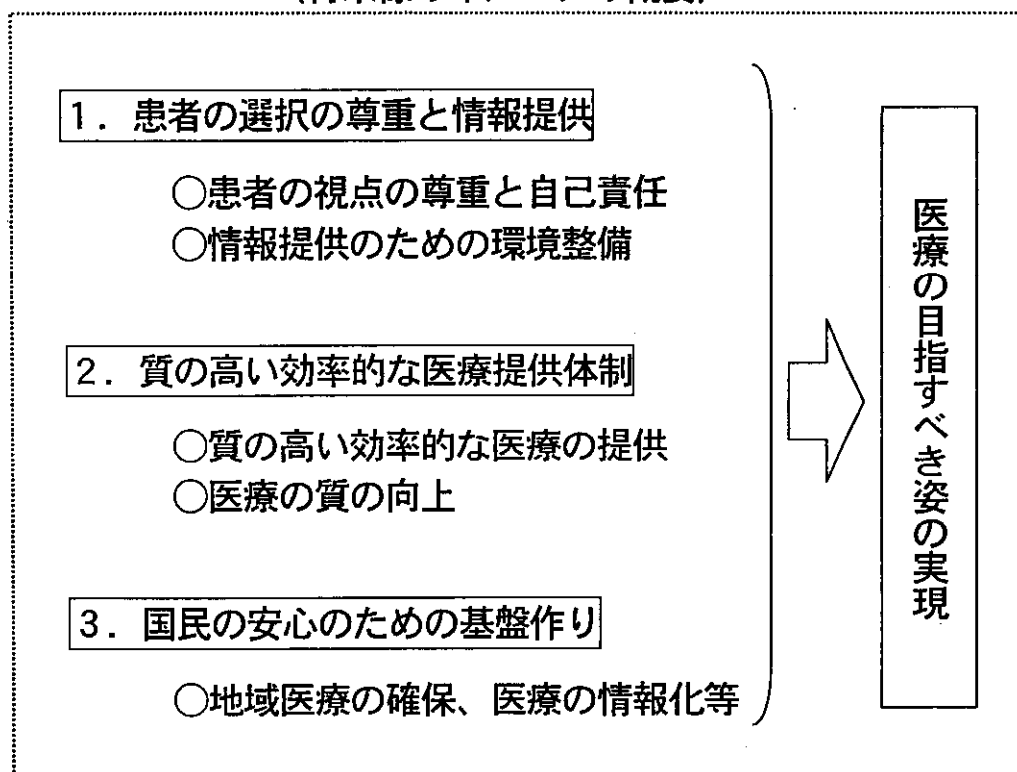 1．患者の選択の尊重と情報提供
○患者の視点の尊重と自己責任
○情報提供のための環境整備
2．質の高い効率的な医療提供体制
○質の高い効率的な医療の提供
○医療の質の向上
3．国民の安心のための基盤作り
○地域医療の確保、医療の情報化等
医療の目指すべき姿の実現